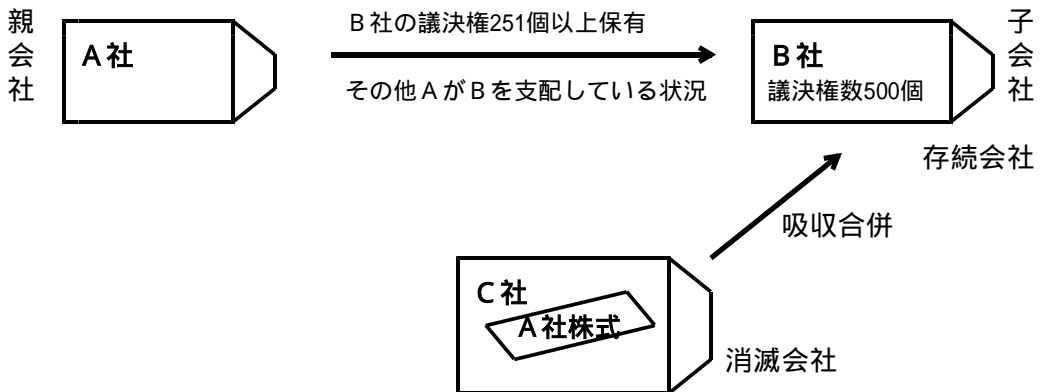 親会社
A社
B社の議決権251個以上保有
その他AがBを支配している状況
B社
議決権数500個
子会社
存続会社
吸収合併
C社
A社株式
消滅会社